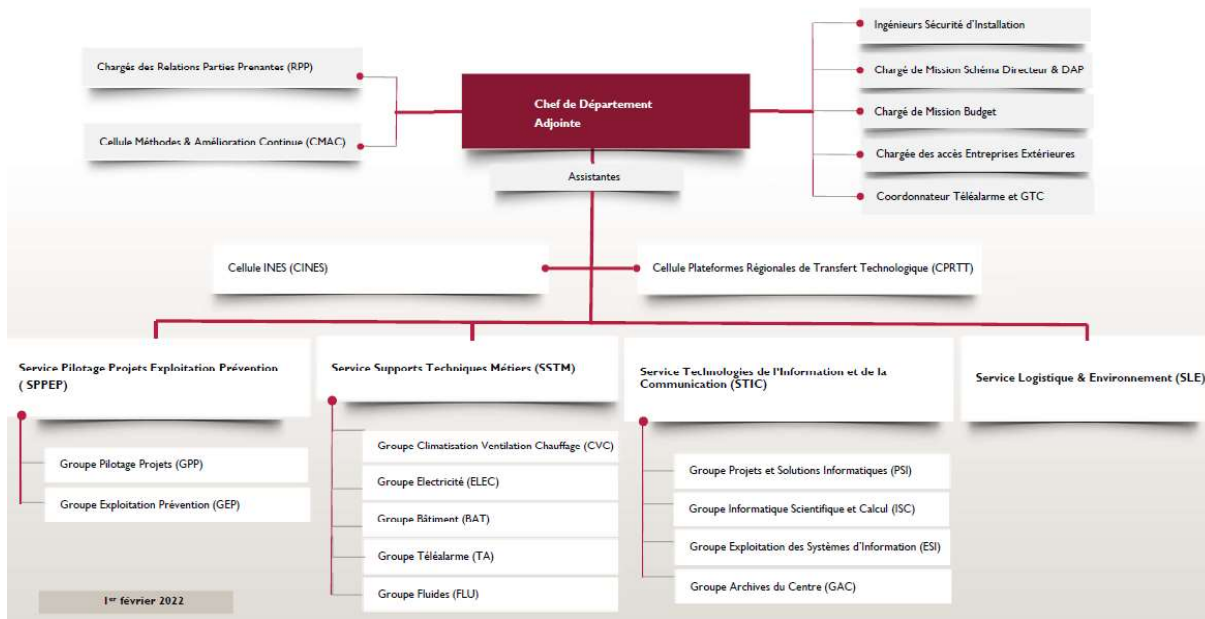 Ingénieurs Sécurité d'Installation
Chargés des Relations Parties Prenantes (RPP)
Chargé de Mission Schéma Directeur & DAP
Chef de Département
Adjointe
Chargé de Mission Budget
Cellule Méthodes & Amélioration Continue (CMAC)
Chargée des accès Entreprises Extérieures
Assistantes
Coordonnateur Téléalarme et GTC
Cellule INES (CINES)
Cellule Plateformes Régionales de Transfert Technologique (CPRTT)
Service Pilotage Projets Exploitation Prévention
( SPPEP)
Groupe Pilotage Projets (GPP)
Groupe Exploitation Prévention (GEP)
Service Supports Techniques Métiers (SSTM)
Groupe Climatisation Ventilation Chauffage (CVC)
Groupe Electricité (ELEC)
Groupe Bâtiment (BAT)
Groupe Téléalarme (TA)
Groupe Fluides (FLU)
Service Technologies de l'Information et de la
Communication (STIC)
Groupe Projets et Solutions Informatiques (PSI)
Groupe Informatique Scientifique et Calcul (ISC)
Groupe Exploitation des Systèmes d'Information (ESI)
Groupe Archives du Centre (GAC)
Service Logistique & Environnement (SLE)
1er février 2022